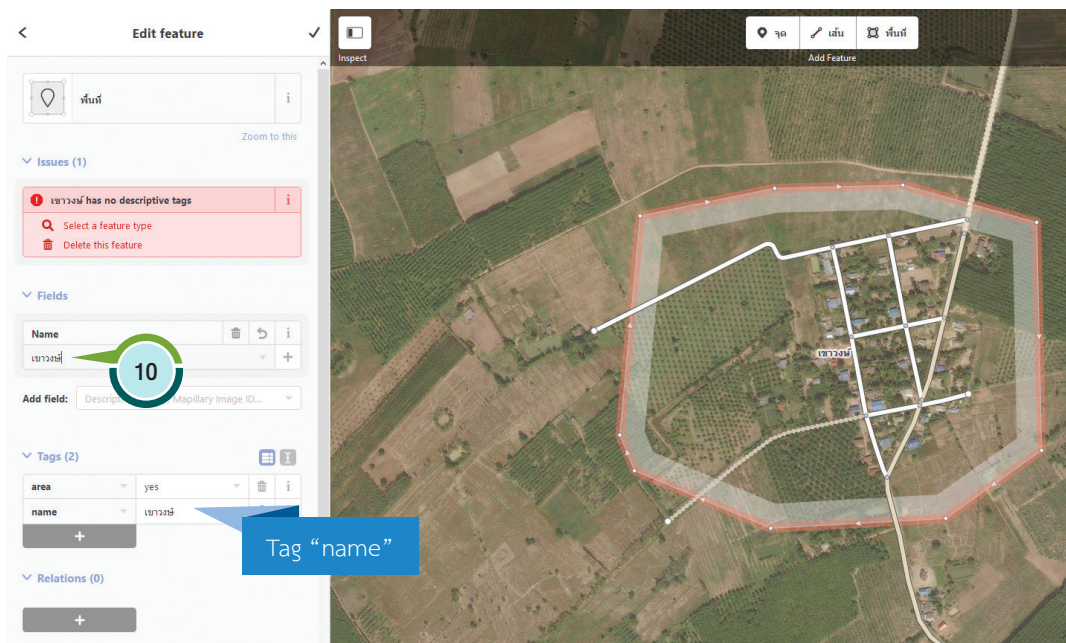 Edit feature
พื้นที่
i
Zoom to this
Issues (1)
เขาวงษ์ has no descriptive tags
i
Select a feature type
Delete this feature
Fields
Name
i
เขาวงษ์
+
10
Add field:
Mapillary Image ID...
Tags (2)
area
yes
i
name
เขาวงษ์
+
Tag “name”
Relations (0)
+
Inspect
จุด
เส้น
พื้นที่
Add Feature
เขาวงษ์